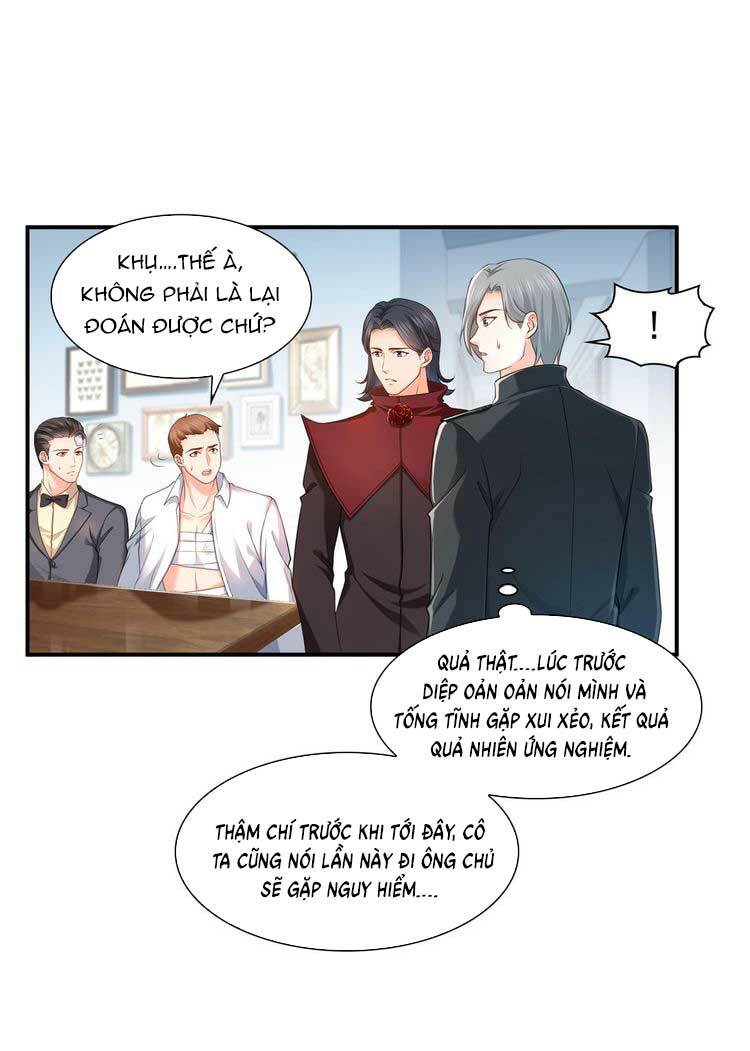 KHỤ....THẾ À,
KHÔNG PHẢI LÀ LẠI
ĐOÁN ĐƯỢC CHỨ?
!
QUẢ THẬT....LÚC TRƯỚC
DIỆP OẢN OẢN NÓI MÌNH VÀ
TỐNG TĨNH GẶP XUI XẺO, KẾT QUẢ
QUẢ NHIÊN ỨNG NGHIỆM.
THẬM CHÍ TRƯỚC KHI TỚI ĐÂY, CÔ
TA CŨNG NÓI LẦN NÀY ĐI ÔNG CHỦ
SẼ GẶP NGUY HIỂM....